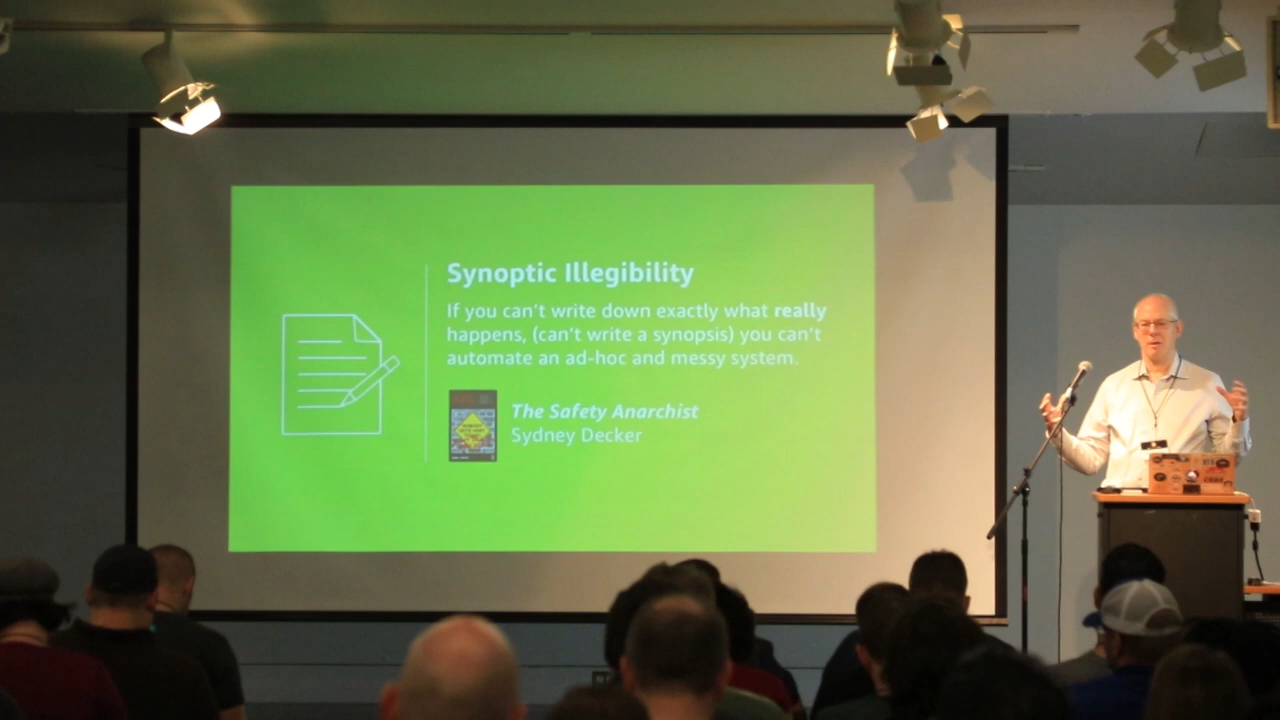 Synoptic Illegibility
If you can't write down exactly what really
happens, (can't write a synopsis) you can't
automate an ad-hoc and messy system.
The Safety Anarchist
Sydney Decker